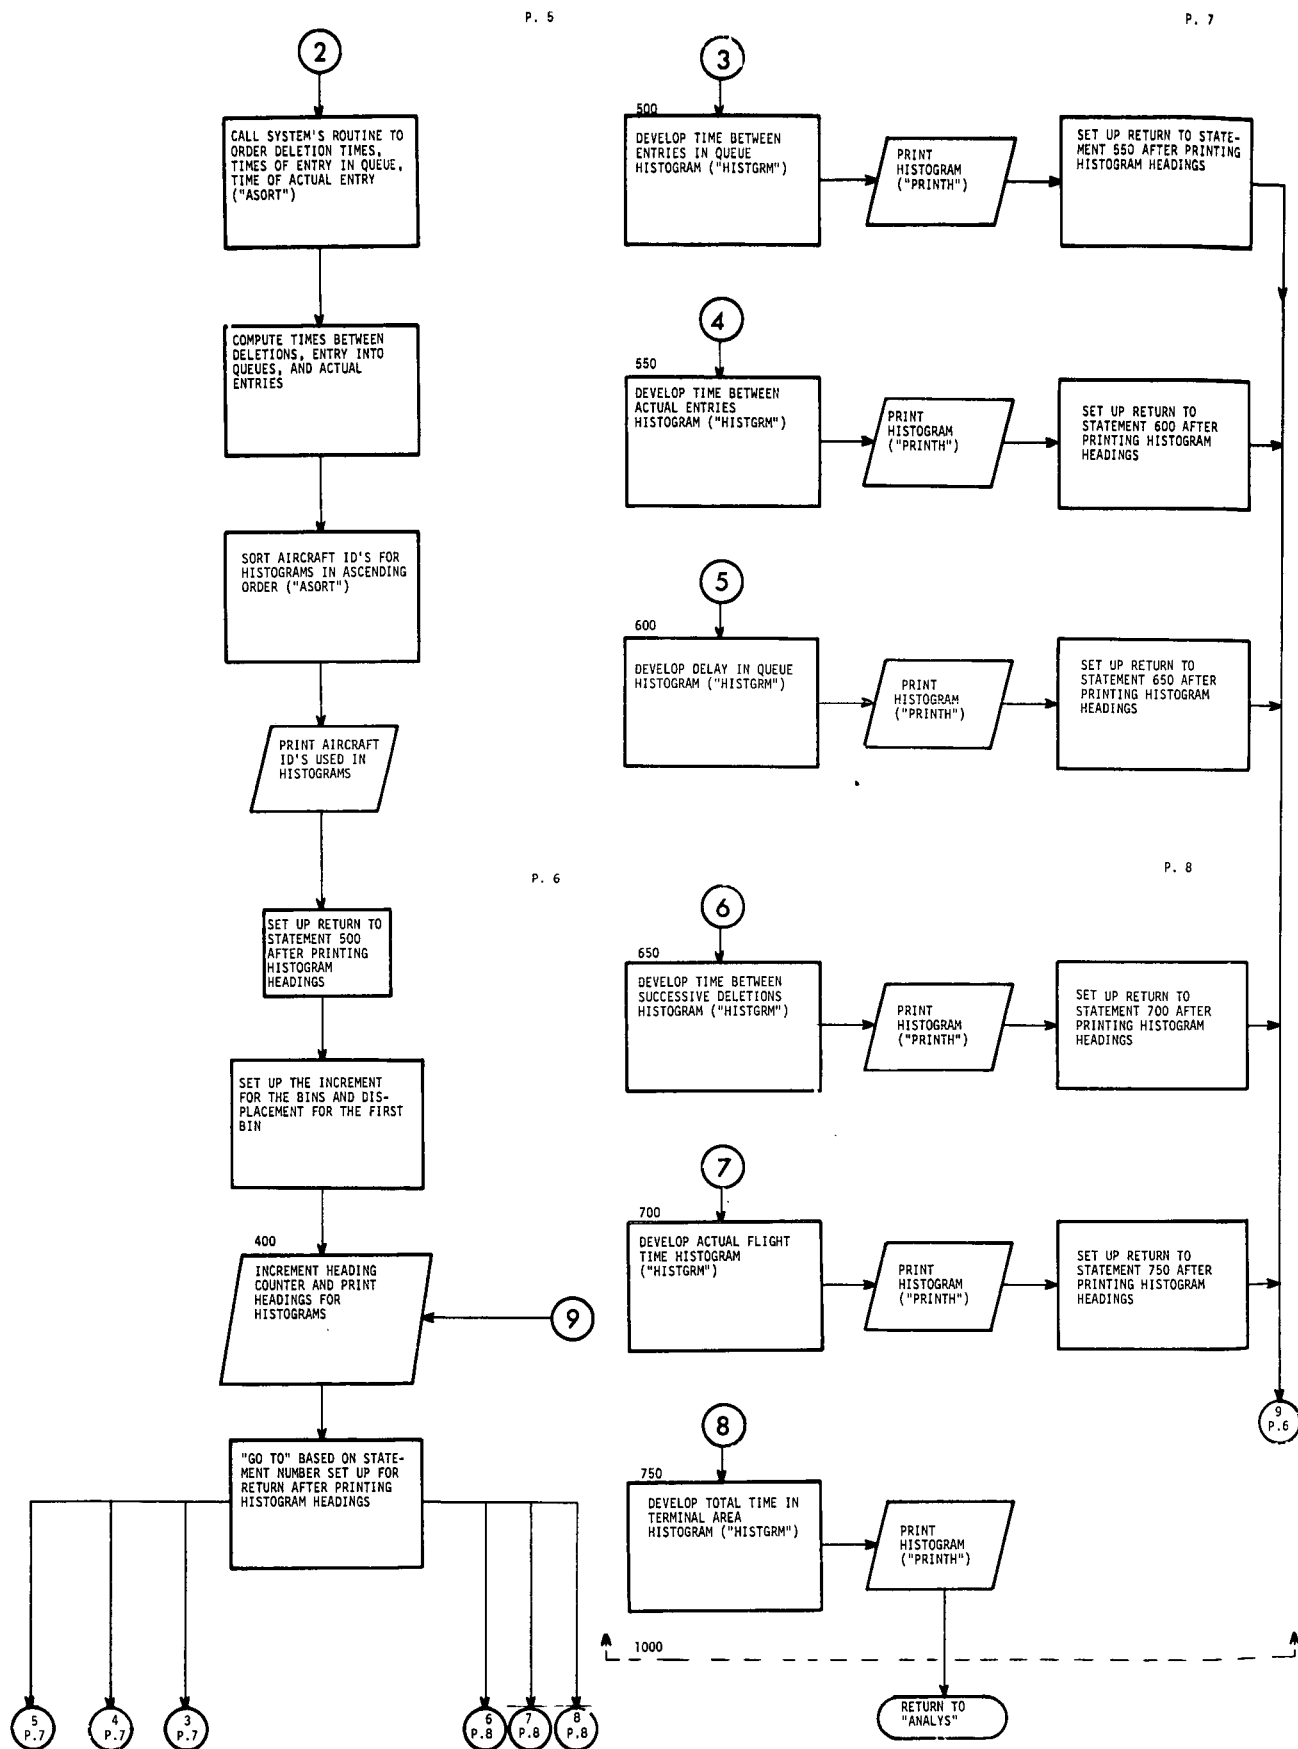 P. 5
2
CALL SYSTEM'S ROUTINE TO
ORDER DELETION TIMES,
TIMES OF ENTRY IN QUEUE,
TIME OF ACTUAL ENTRY
("ASORT")
COMPUTE TIMES BETWEEN
DELETIONS, ENTRY INTO
QUEUES, AND ACTUAL
ENTRIES
SORT AIRCRAFT ID'S FOR
HISTOGRAMS IN ASCENDING
ORDER ("ASORT")
PRINT AIRCRAFT
ID'S USED IN
HISTOGRAMS
P. 6
SET UP RETURN TO
STATEMENT 500
AFTER PRINTING
HISTOGRAM
HEADINGS
SET UP THE INCREMENT
FOR THE BINS AND DIS-
PLACEMENT FOR THE FIRST
BIN
400
INCREMENT HEADING
COUNTER AND PRINT
HEADINGS FOR
HISTOGRAMS
9
"GO TO" BASED ON STATE-
MENT NUMBER SET UP FOR
RETURN AFTER PRINTING
HISTOGRAM HEADINGS
5
P.7
4
P.7
3
P.7
6
P.8
7
P.8
8
P.8
P. 7
3
500
DEVELOP TIME BETWEEN
ENTRIES IN QUEUE
HISTOGRAM ("HISTGRM")
PRINT
HISTOGRAM
("PRINTH")
SET UP RETURN TO STATE-
MENT 550 AFTER PRINTING
HISTOGRAM HEADINGS
4
550
DEVELOP TIME BETWEEN
ACTUAL ENTRIES
HISTOGRAM ("HISTGRM")
PRINT
HISTOGRAM
("PRINTH")
SET UP RETURN TO
STATEMENT 600 AFTER
PRINTING HISTOGRAM
HEADINGS
5
600
DEVELOP DELAY IN QUEUE
HISTOGRAM ("HISTGRM")
PRINT
HISTOGRAM
("PRINTH")
SET UP RETURN TO
STATEMENT 650 AFTER
PRINTING HISTOGRAM
HEADINGS
P. 8
6
650
DEVELOP TIME BETWEEN
SUCCESSIVE DELETIONS
HISTOGRAM ("HISTGRM")
PRINT
HISTOGRAM
("PRINTH")
SET UP RETURN TO
STATEMENT 700 AFTER
PRINTING HISTOGRAM
HEADINGS
7
700
DEVELOP ACTUAL FLIGHT
TIME HISTOGRAM
("HISTGRM")
PRINT
HISTOGRAM
("PRINTH")
SET UP RETURN TO
STATEMENT 750 AFTER
PRINTING HISTOGRAM
HEADINGS
9
P.6
8
750
DEVELOP TOTAL TIME IN
TERMINAL AREA
HISTOGRAM ("HISTGRM")
PRINT
HISTOGRAM
("PRINTH")
1000
RETURN TO
"ANALYS"